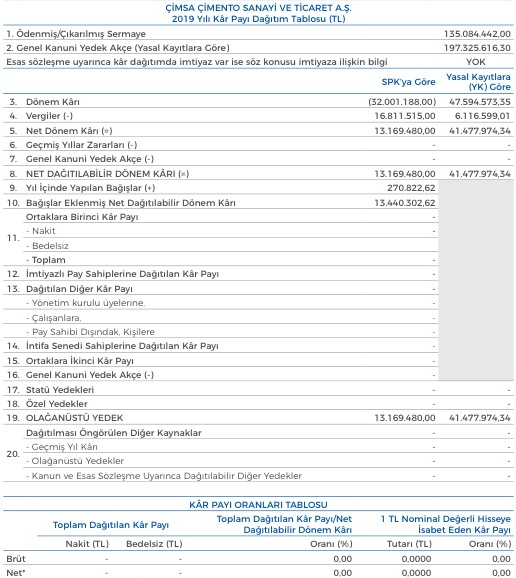 ÇİMSA ÇİMENTO SANAYİ VE TİCARET A.Ş.
2019 Yılı Kâr Payı Dağıtım Tablosu (TL)
1. Ödenmiş/Çıkarılmış Sermaye 135.084.442,00
2. Genel Kanuni Yedek Akçe (Yasal Kayıtlara Göre) 197.325.616,30
Esas sözleşme uyarınca kâr dağıtımda imtiyaz var ise söz konusu imtiyaza ilişkin bilgi YOK
SPK'ya Göre Yasal Kayıtlara (YK) Göre
3. Dönem Kârı (32.001.188,00) 47.594.573,35
4. Vergiler (-) 16.811.515,00 6.116.599,01
5. Net Dönem Kârı (=) 13.169.480,00 41.477.974,34
6. Geçmiş Yıllar Zararları (-) - -
7. Genel Kanuni Yedek Akçe (-) - -
8. NET DAĞITILABİLİR DÖNEM KÂRI (=) 13.169.480,00 41.477.974,34
9. Yıl İçinde Yapılan Bağışlar (+) 270.822,62
10. Bağışlar Eklenmiş Net Dağıtılabilir Dönem Kârı 13.440.302,62
11. Ortaklara Birinci Kâr Payı -
- Nakit -
- Bedelsiz -
- Toplam -
12. İmtiyazlı Pay Sahiplerine Dağıtılan Kâr Payı -
13. Dağıtılan Diğer Kâr Payı -
- Yönetim kurulu üyelerine, -
- Çalışanlara, -
- Pay Sahibi Dışındak, Kişilere -
14. İntifa Senedi Sahiplerine Dağıtılan Kâr Payı -
15. Ortaklara İkinci Kâr Payı -
16. Genel Kanuni Yedek Akçe (-) -
17. Statü Yedekleri - -
18. Özel Yedekler - -
19. OLAĞANÜSTÜ YEDEK 13.169.480,00 41.477.974,34
20. Dağıtılması Öngörülen Diğer Kaynaklar - -
- Geçmiş Yıl Kârı - -
- Olağanüstü Yedekler - -
- Kanun ve Esas Sözleşme Uyarınca Dağıtılabilir Diğer Yedekler - -
KÂR PAYI ORANLARI TABLOSU
Toplam Dağıtılan Kâr Payı Toplam Dağıtılan Kâr Payı/Net Dağıtılabilir Dönem Kârı 1 TL Nominal Değerli Hisseye İsabet Eden Kâr Payı
Nakit (TL) Bedelsiz (TL) Oranı (%) Tutarı (TL) Oranı (%)
Brüt - - 0,00 0,0000 0,00
Net* - - 0,00 0,0000 0,00